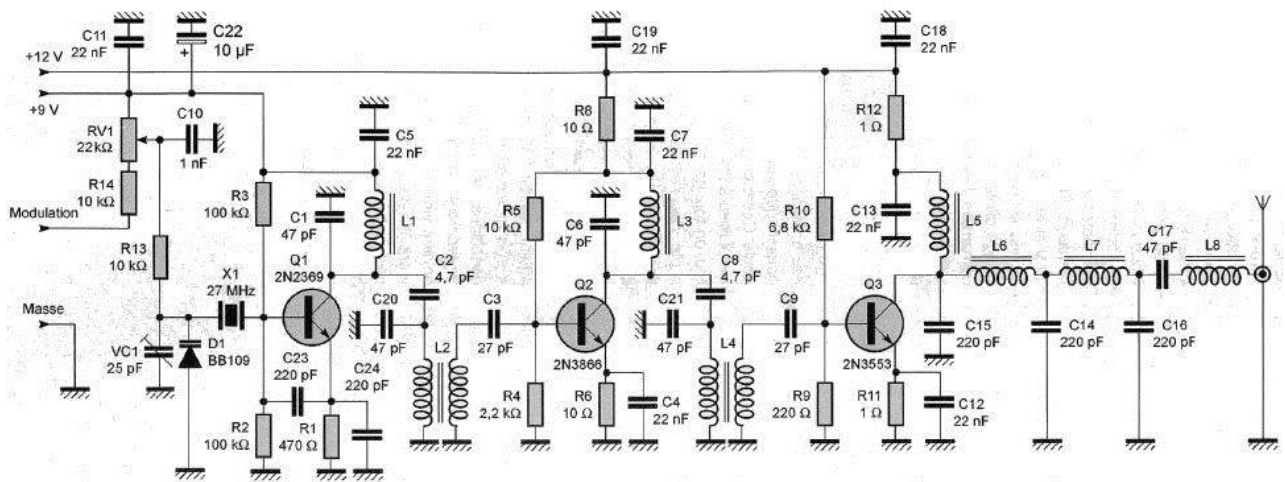 C11
22 nF
C22
10 µF
+
+12 V
+9 V
RV1
22 kΩ
C10
1 nF
R14
10 kΩ
Modulation
R13
10 kΩ
Masse
VC1
25 pF
D1
BB109
X1
27 MHz
R3
100 kΩ
C5
22 nF
C1
47 pF
L1
Q1
2N2369
C2
4,7 pF
C20
47 pF
C23
220 pF
C24
220 pF
R2
100 kΩ
R1
470 Ω
L2
C3
27 pF
C19
22 nF
R8
10 Ω
C7
22 nF
R5
10 kΩ
C6
47 pF
L3
Q2
2N3866
C8
4,7 pF
C21
47 pF
R4
2,2 kΩ
R6
10 Ω
C4
22 nF
L4
C9
27 pF
C18
22 nF
R12
1 Ω
R10
6,8 kΩ
C13
22 nF
L5
Q3
2N3553
R9
220 Ω
R11
1 Ω
C12
22 nF
C15
220 pF
L6
C14
220 pF
L7
C16
220 pF
C17
47 pF
L8